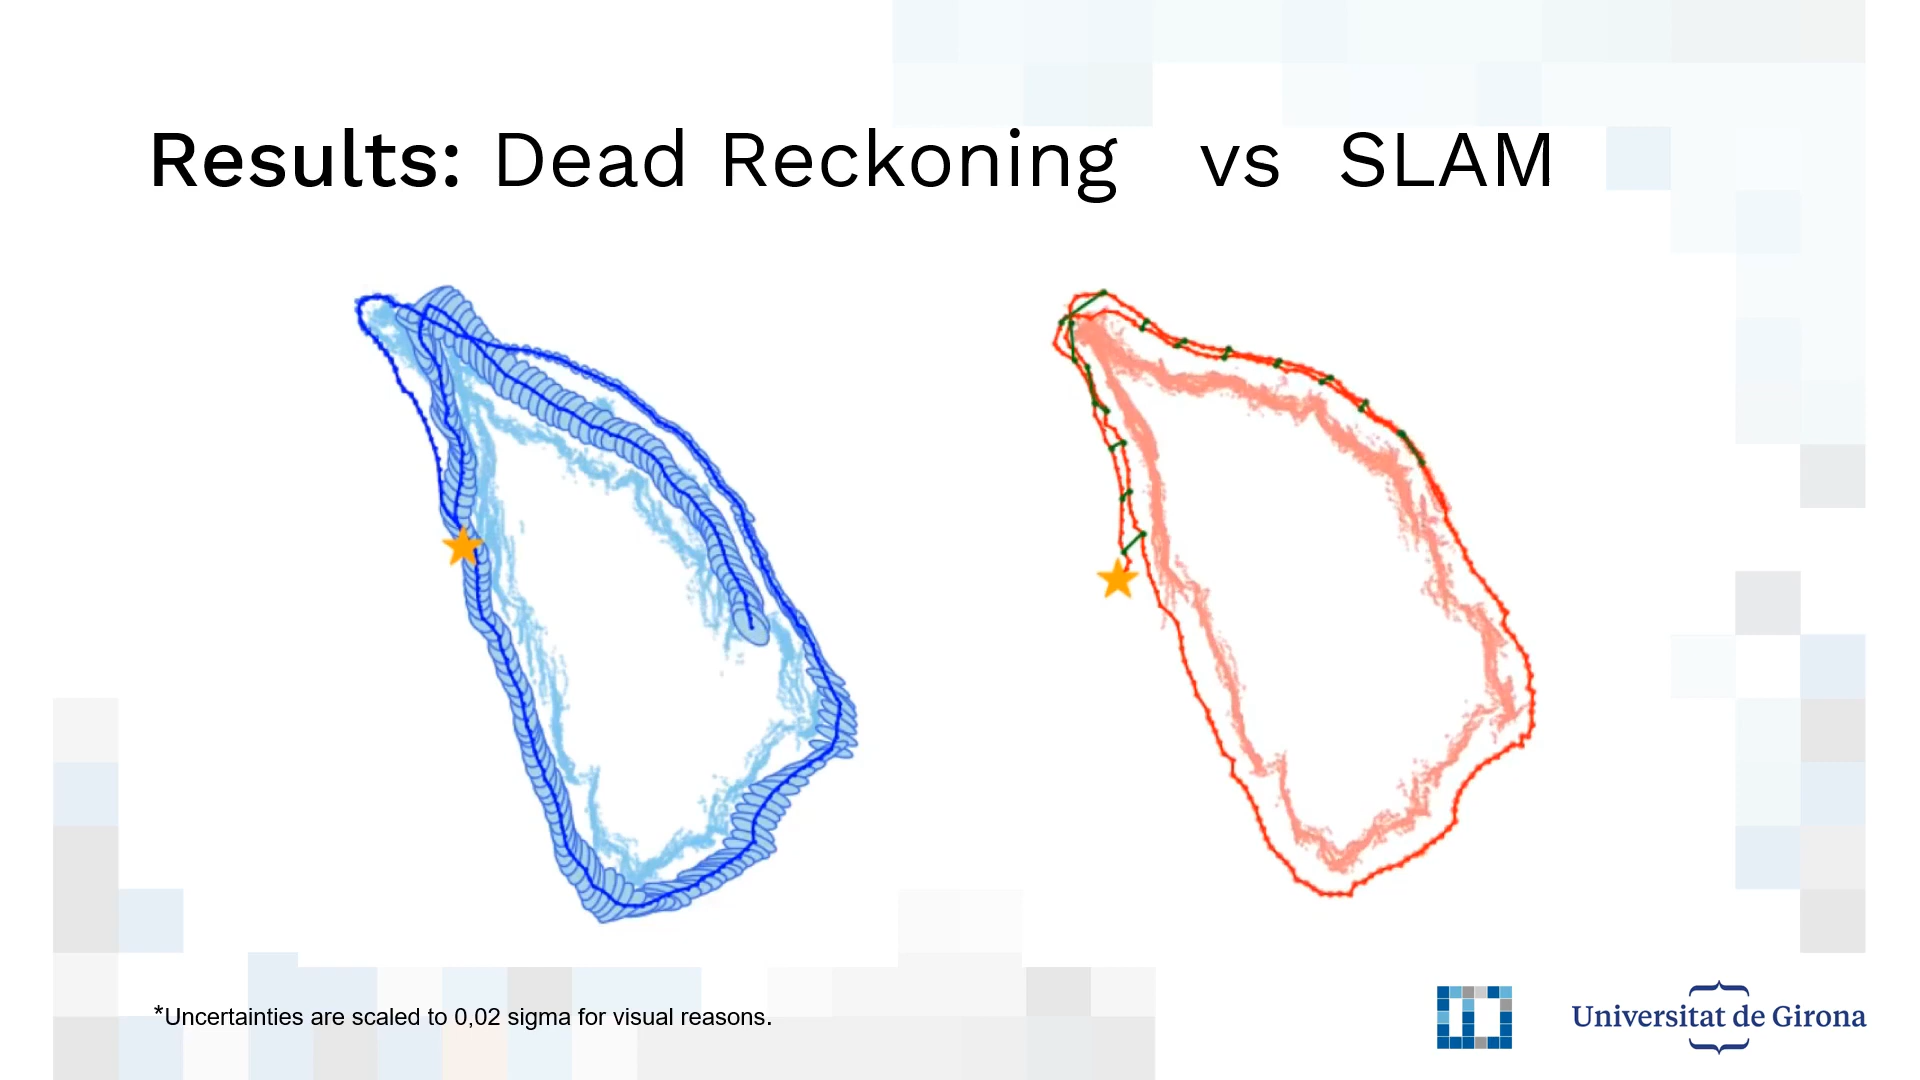 Results: Dead Reckoning vs SLAM
*Uncertainties are scaled to 0,02 sigma for visual reasons.
Universitat de Girona